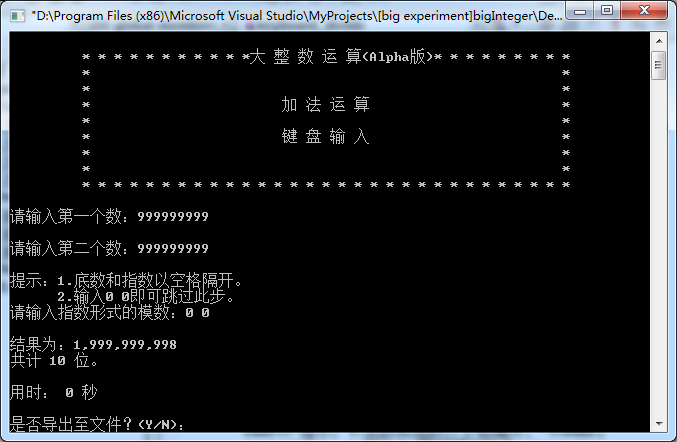 "D:\Program Files (x86)\Microsoft Visual Studio\MyProjects\[big experiment]bigInteger\De...
* * * * * * * * * * *大 整 数 运 算(Alpha版)* * * * * * * * *
* *
* *
* 加 法 运 算 *
* *
* 键 盘 输 入 *
* *
* *
* * * * * * * * * * * * * * * * * * * * * * * * * * * * * * *
请输入第一个数：999999999
请输入第二个数：999999999
提示：1.底数和指数以空格隔开。
2.输入0 0即可跳过此步。
请输入指数形式的模数：0 0
结果为：1,999,999,998
共计 10 位。
用时： 0 秒
是否导出至文件？(Y/N):